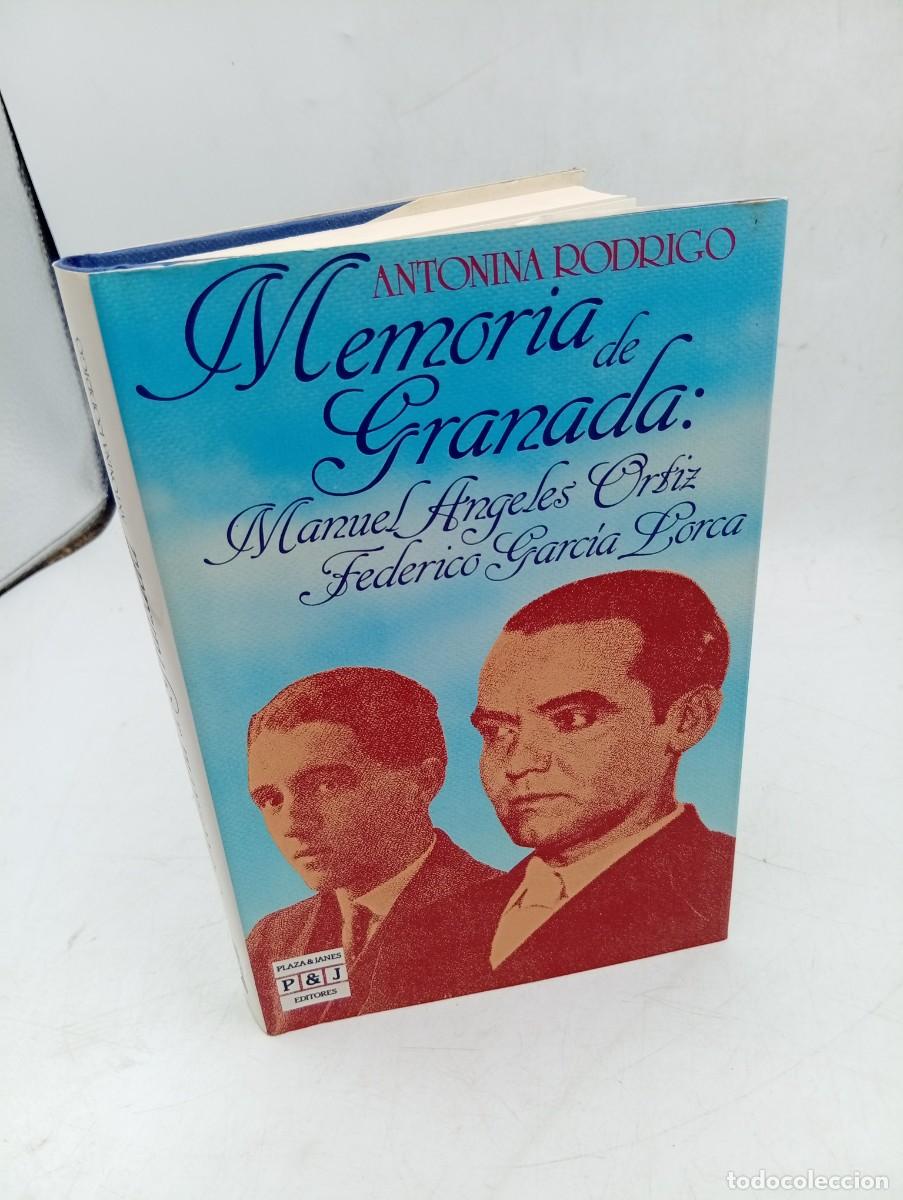 ANTONINA RODRIGO
Memoria
de
Granada:
Manuel Angeles Ortiz
Federico García Lorca
PLAZA & JANES
P & J
EDITORES
todocoleccion